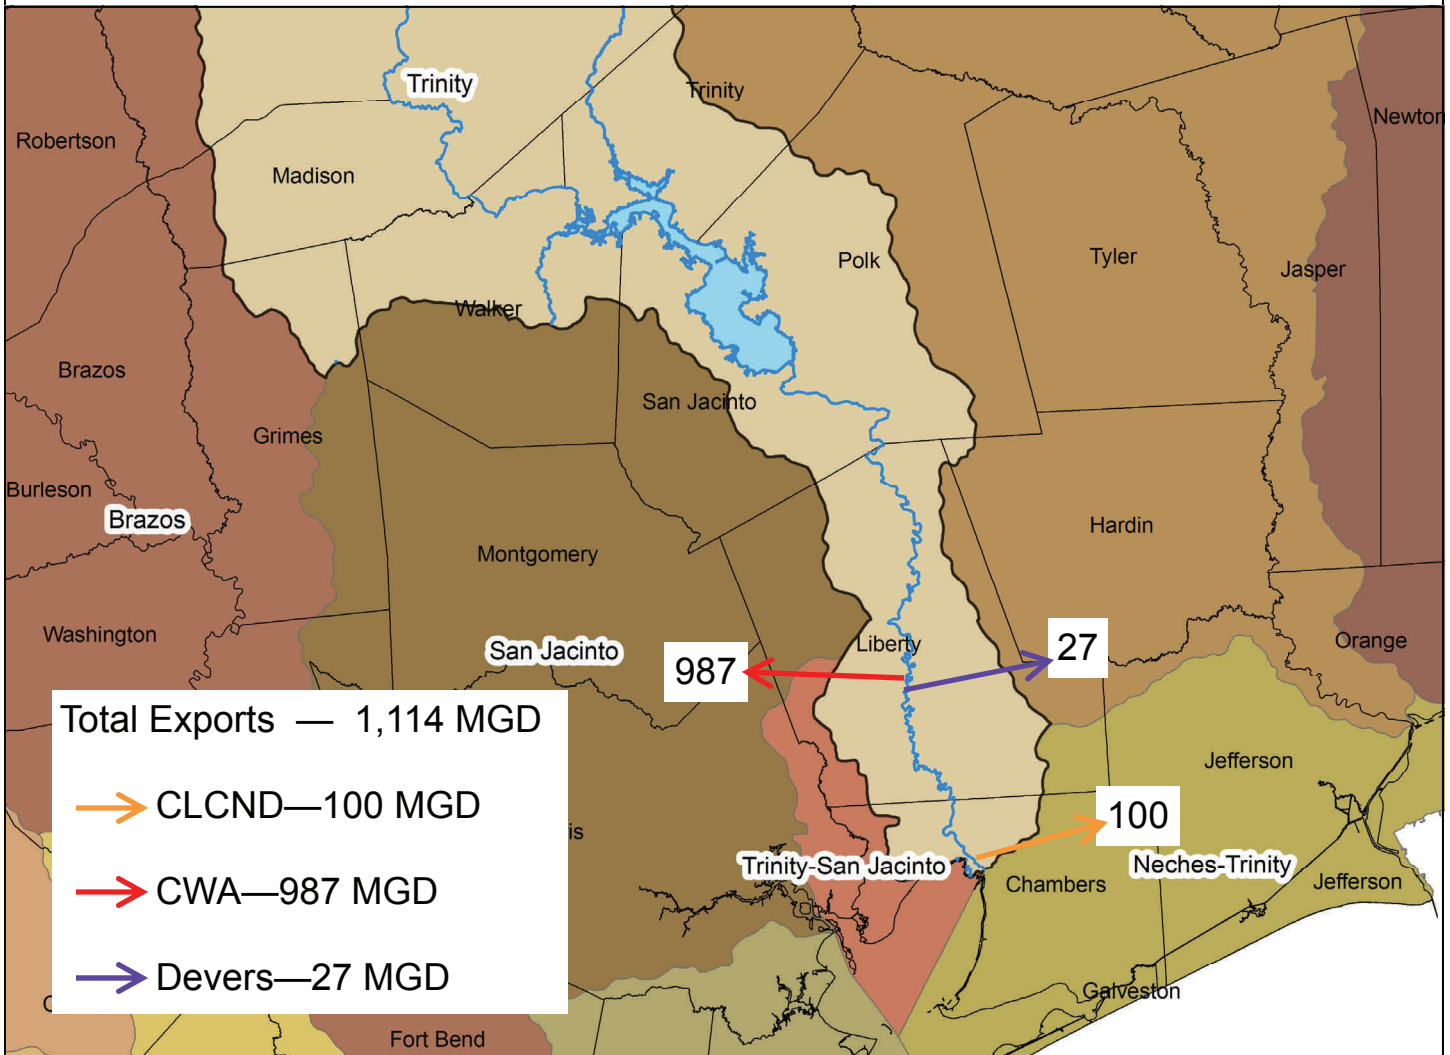 Trinity
Trinity
Newton
Robertson
Madison
Polk
Tyler
Jasper
Walker
Brazos
San Jacinto
Grimes
Burleson
Brazos
Hardin
Montgomery
Washington
San Jacinto
Liberty
Orange
987
27
Total Exports — 1,114 MGD
CLCND—100 MGD
CWA—987 MGD
Devers—27 MGD
Jefferson
100
is
Trinity-San Jacinto
Neches-Trinity
Chambers
Jefferson
Galveston
C
Fort Bend